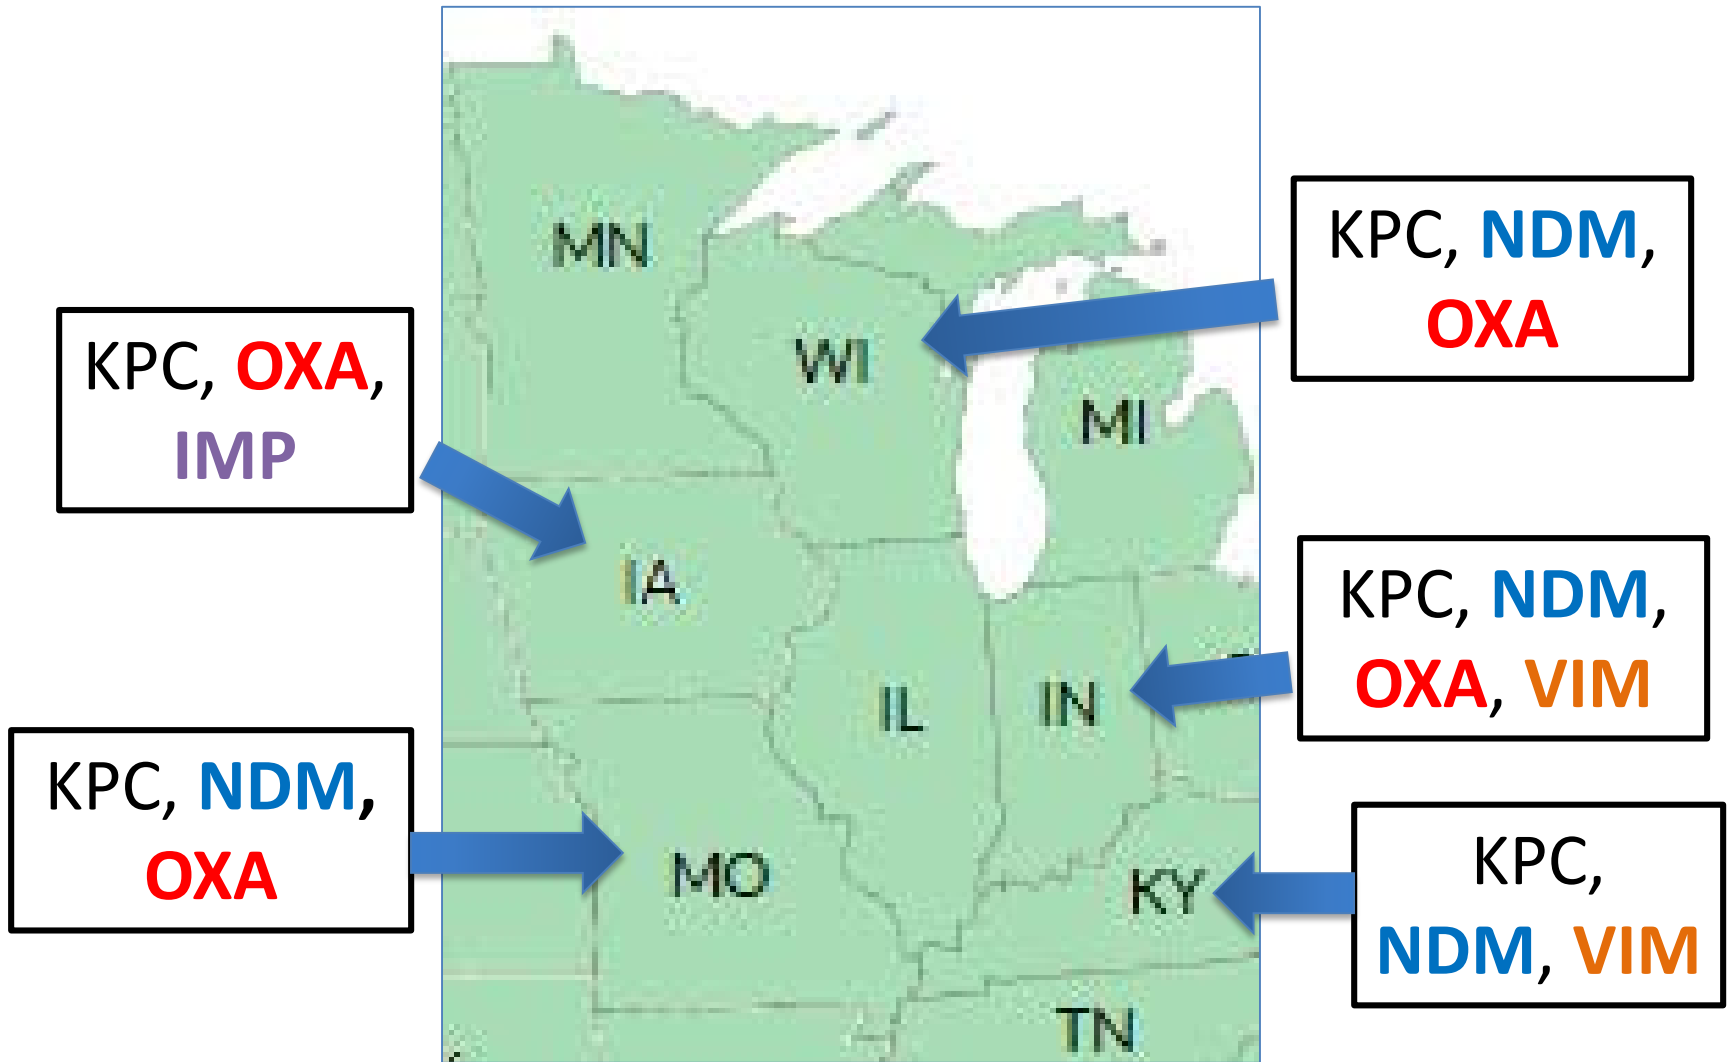 MN
KPC, NDM,
OXA
WI
KPC, OXA,
IMP
MI
IA
KPC, NDM,
OXA, VIM
IL
IN
KPC, NDM,
OXA
MO
KY
KPC,
NDM, VIM
TN